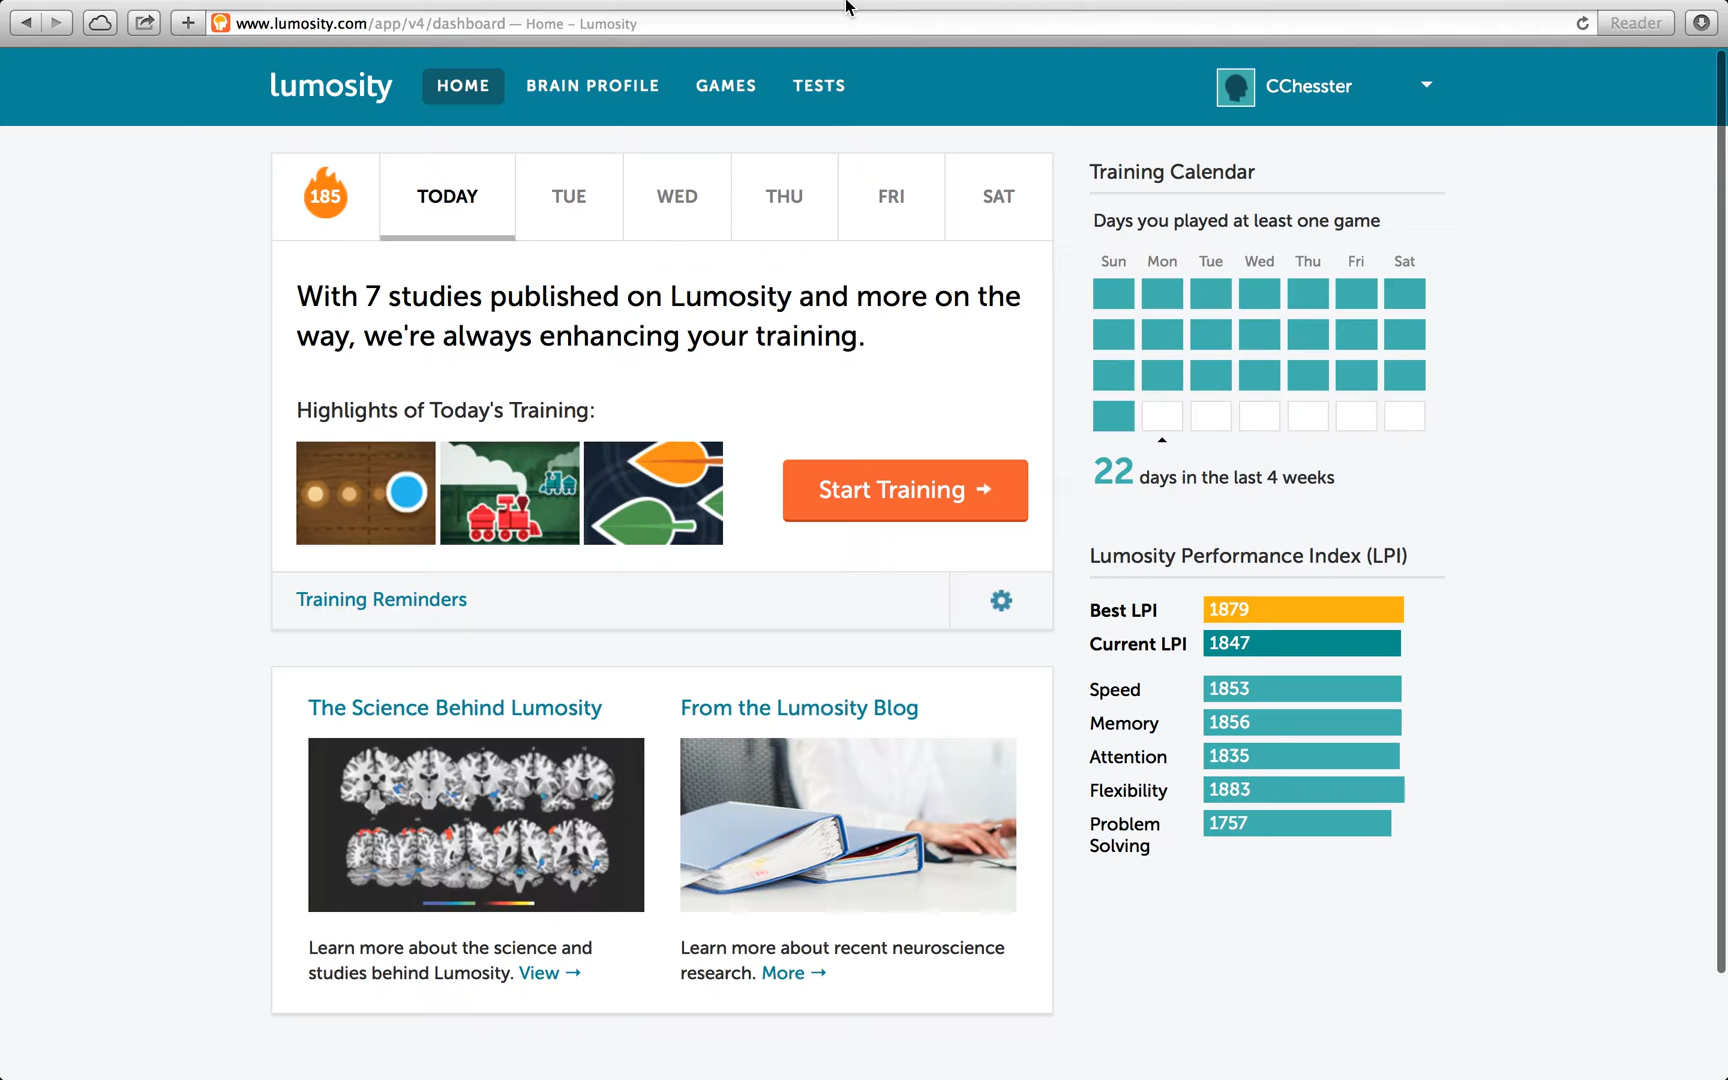 www.lumosity.com/app/v4/dashboard — Home – Lumosity
Reader
lumosity
HOME
BRAIN PROFILE
GAMES
TESTS
CChesster
185
TODAY
TUE
WED
THU
FRI
SAT
With 7 studies published on Lumosity and more on the
way, we're always enhancing your training.
Highlights of Today's Training:
Start Training →
Training Reminders
The Science Behind Lumosity
Learn more about the science and
studies behind Lumosity. View →
From the Lumosity Blog
Learn more about recent neuroscience
research. More →
Training Calendar
Days you played at least one game
Sun Mon Tue Wed Thu Fri Sat
22 days in the last 4 weeks
Lumosity Performance Index (LPI)
Best LPI 1879
Current LPI 1847
Speed 1853
Memory 1856
Attention 1835
Flexibility 1883
Problem 1757
Solving